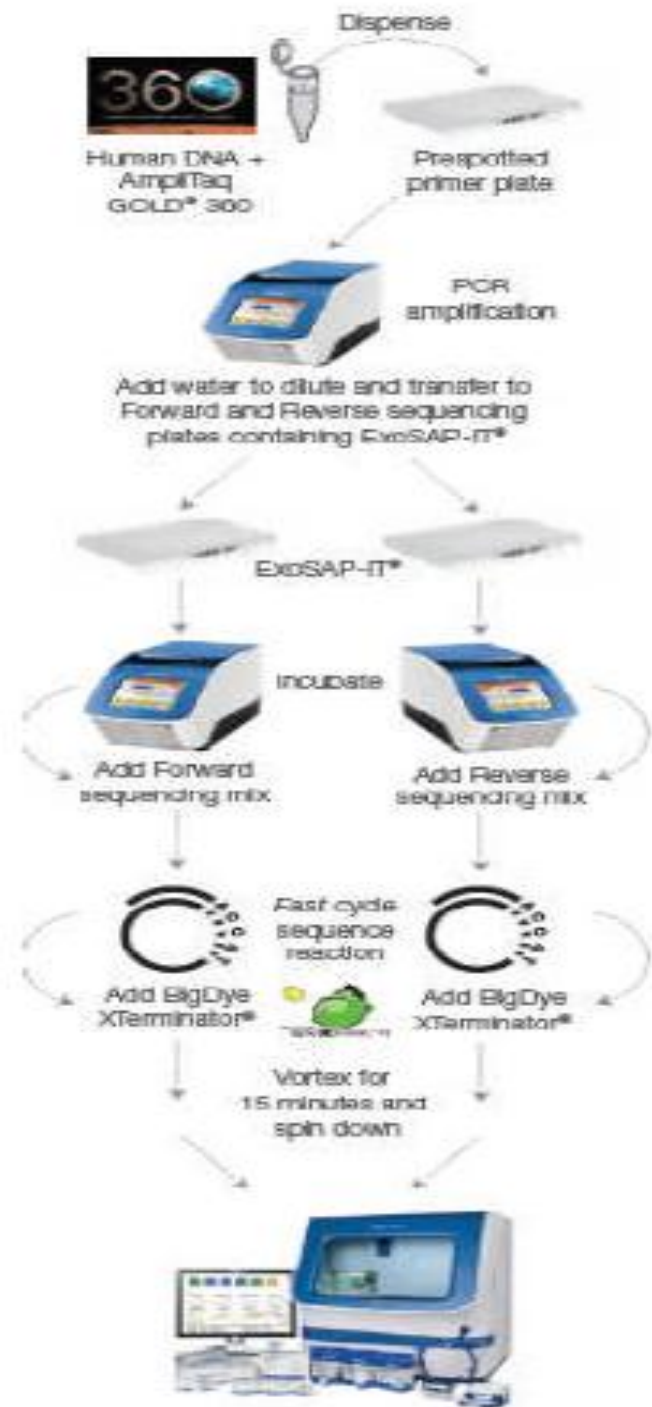 Dispense
360
Human DNA +
AmpliTaq
GOLD® 360
Prespotted
primer plate
PCR
amplification
Add water to dilute and transfer to
Forward and Reverse sequencing
plates containing ExoSAP-IT®
ExoSAP-IT®
Incubate
Add Forward
sequencing mix
Add Reverse
sequencing mix
Fast cycle
sequence
reaction
Add BigDye
XTerminator®
Add BigDye
XTerminator®
Vortex for
15 minutes and
spin down